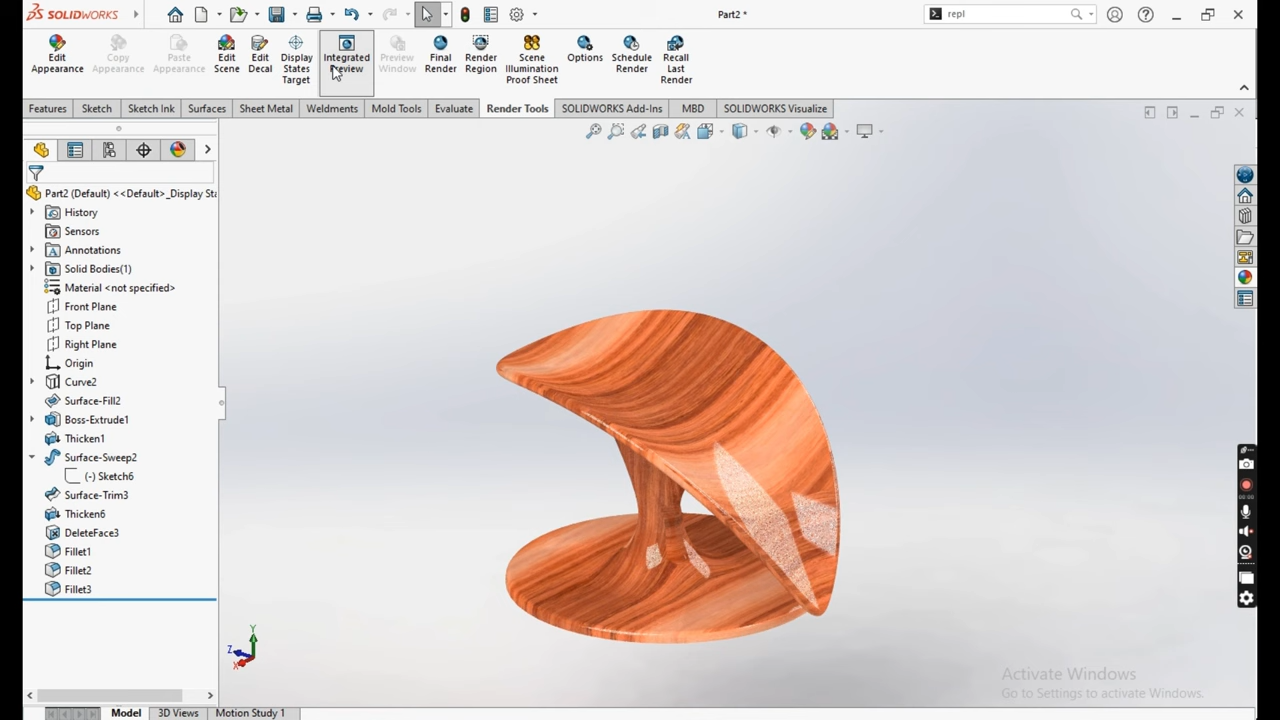 SOLIDWORKS
Part2 *
repl
Edit Appearance
Copy Appearance
Paste Appearance
Edit Scene
Edit Decal
Display States Target
Integrated Preview
Preview Window
Final Render
Render Region
Scene Illumination Proof Sheet
Options
Schedule Render
Recall Last Render
Features
Sketch
Sketch Ink
Surfaces
Sheet Metal
Weldments
Mold Tools
Evaluate
Render Tools
SOLIDWORKS Add-Ins
MBD
SOLIDWORKS Visualize
Part2 (Default) <<Default>_Display Sta
History
Sensors
Annotations
Solid Bodies(1)
Material <not specified>
Front Plane
Top Plane
Right Plane
Origin
Curve2
Surface-Fill2
Boss-Extrude1
Thicken1
Surface-Sweep2
(-) Sketch6
Surface-Trim3
Thicken6
DeleteFace3
Fillet1
Fillet2
Fillet3
Y
Z
X
00:00
Activate Windows
Go to Settings to activate Windows.
Model
3D Views
Motion Study 1